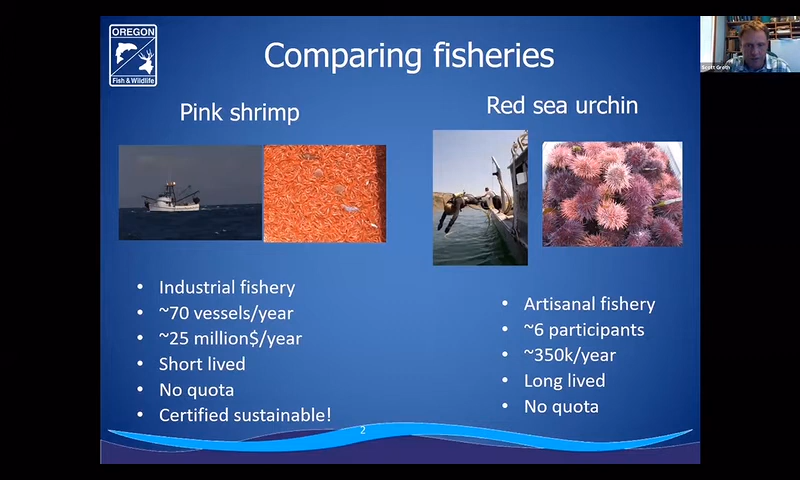 OREGON
Fish & Wildlife
Comparing fisheries
Scott Groth
Pink shrimp
Red sea urchin
• Industrial fishery
• ~70 vessels/year
• ~25 million$/year
• Short lived
• No quota
• Certified sustainable!
• Artisanal fishery
• ~6 participants
• ~350k/year
• Long lived
• No quota
2